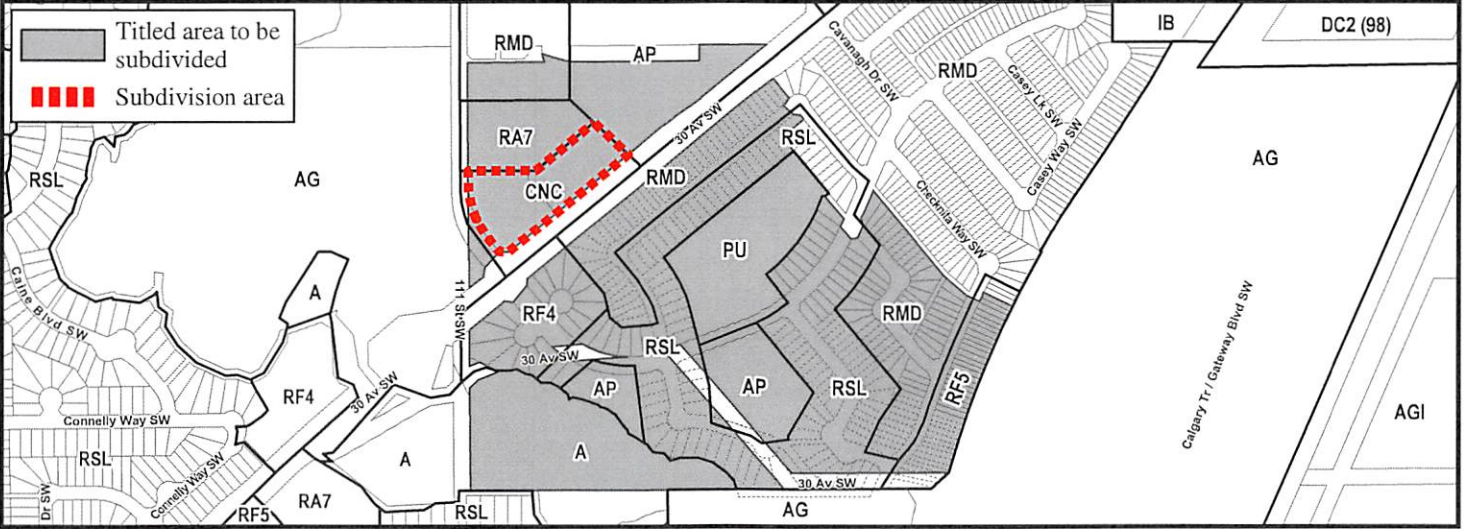 Titled area to be
subdivided
Subdivision area
RMD
AP
IB
DC2 (98)
Cavanagh Dr SW
RMD
Casey Lk SW
Casey Way SW
30 Av SW
RA7
RSL
CNC
RMD
RSL
AG
AG
Checknita Way SW
PU
A
111 St SW
RF4
RMD
Caine Blvd SW
RSL
30 Av SW
Calgary Tr / Gateway Blvd SW
RF4
30 Av SW
AP
AP
RSL
RF5
AGI
Connelly Way SW
RSL
A
A
Connelly Way SW
30 Av SW
Dr SW
RF5
RA7
RSL
AG